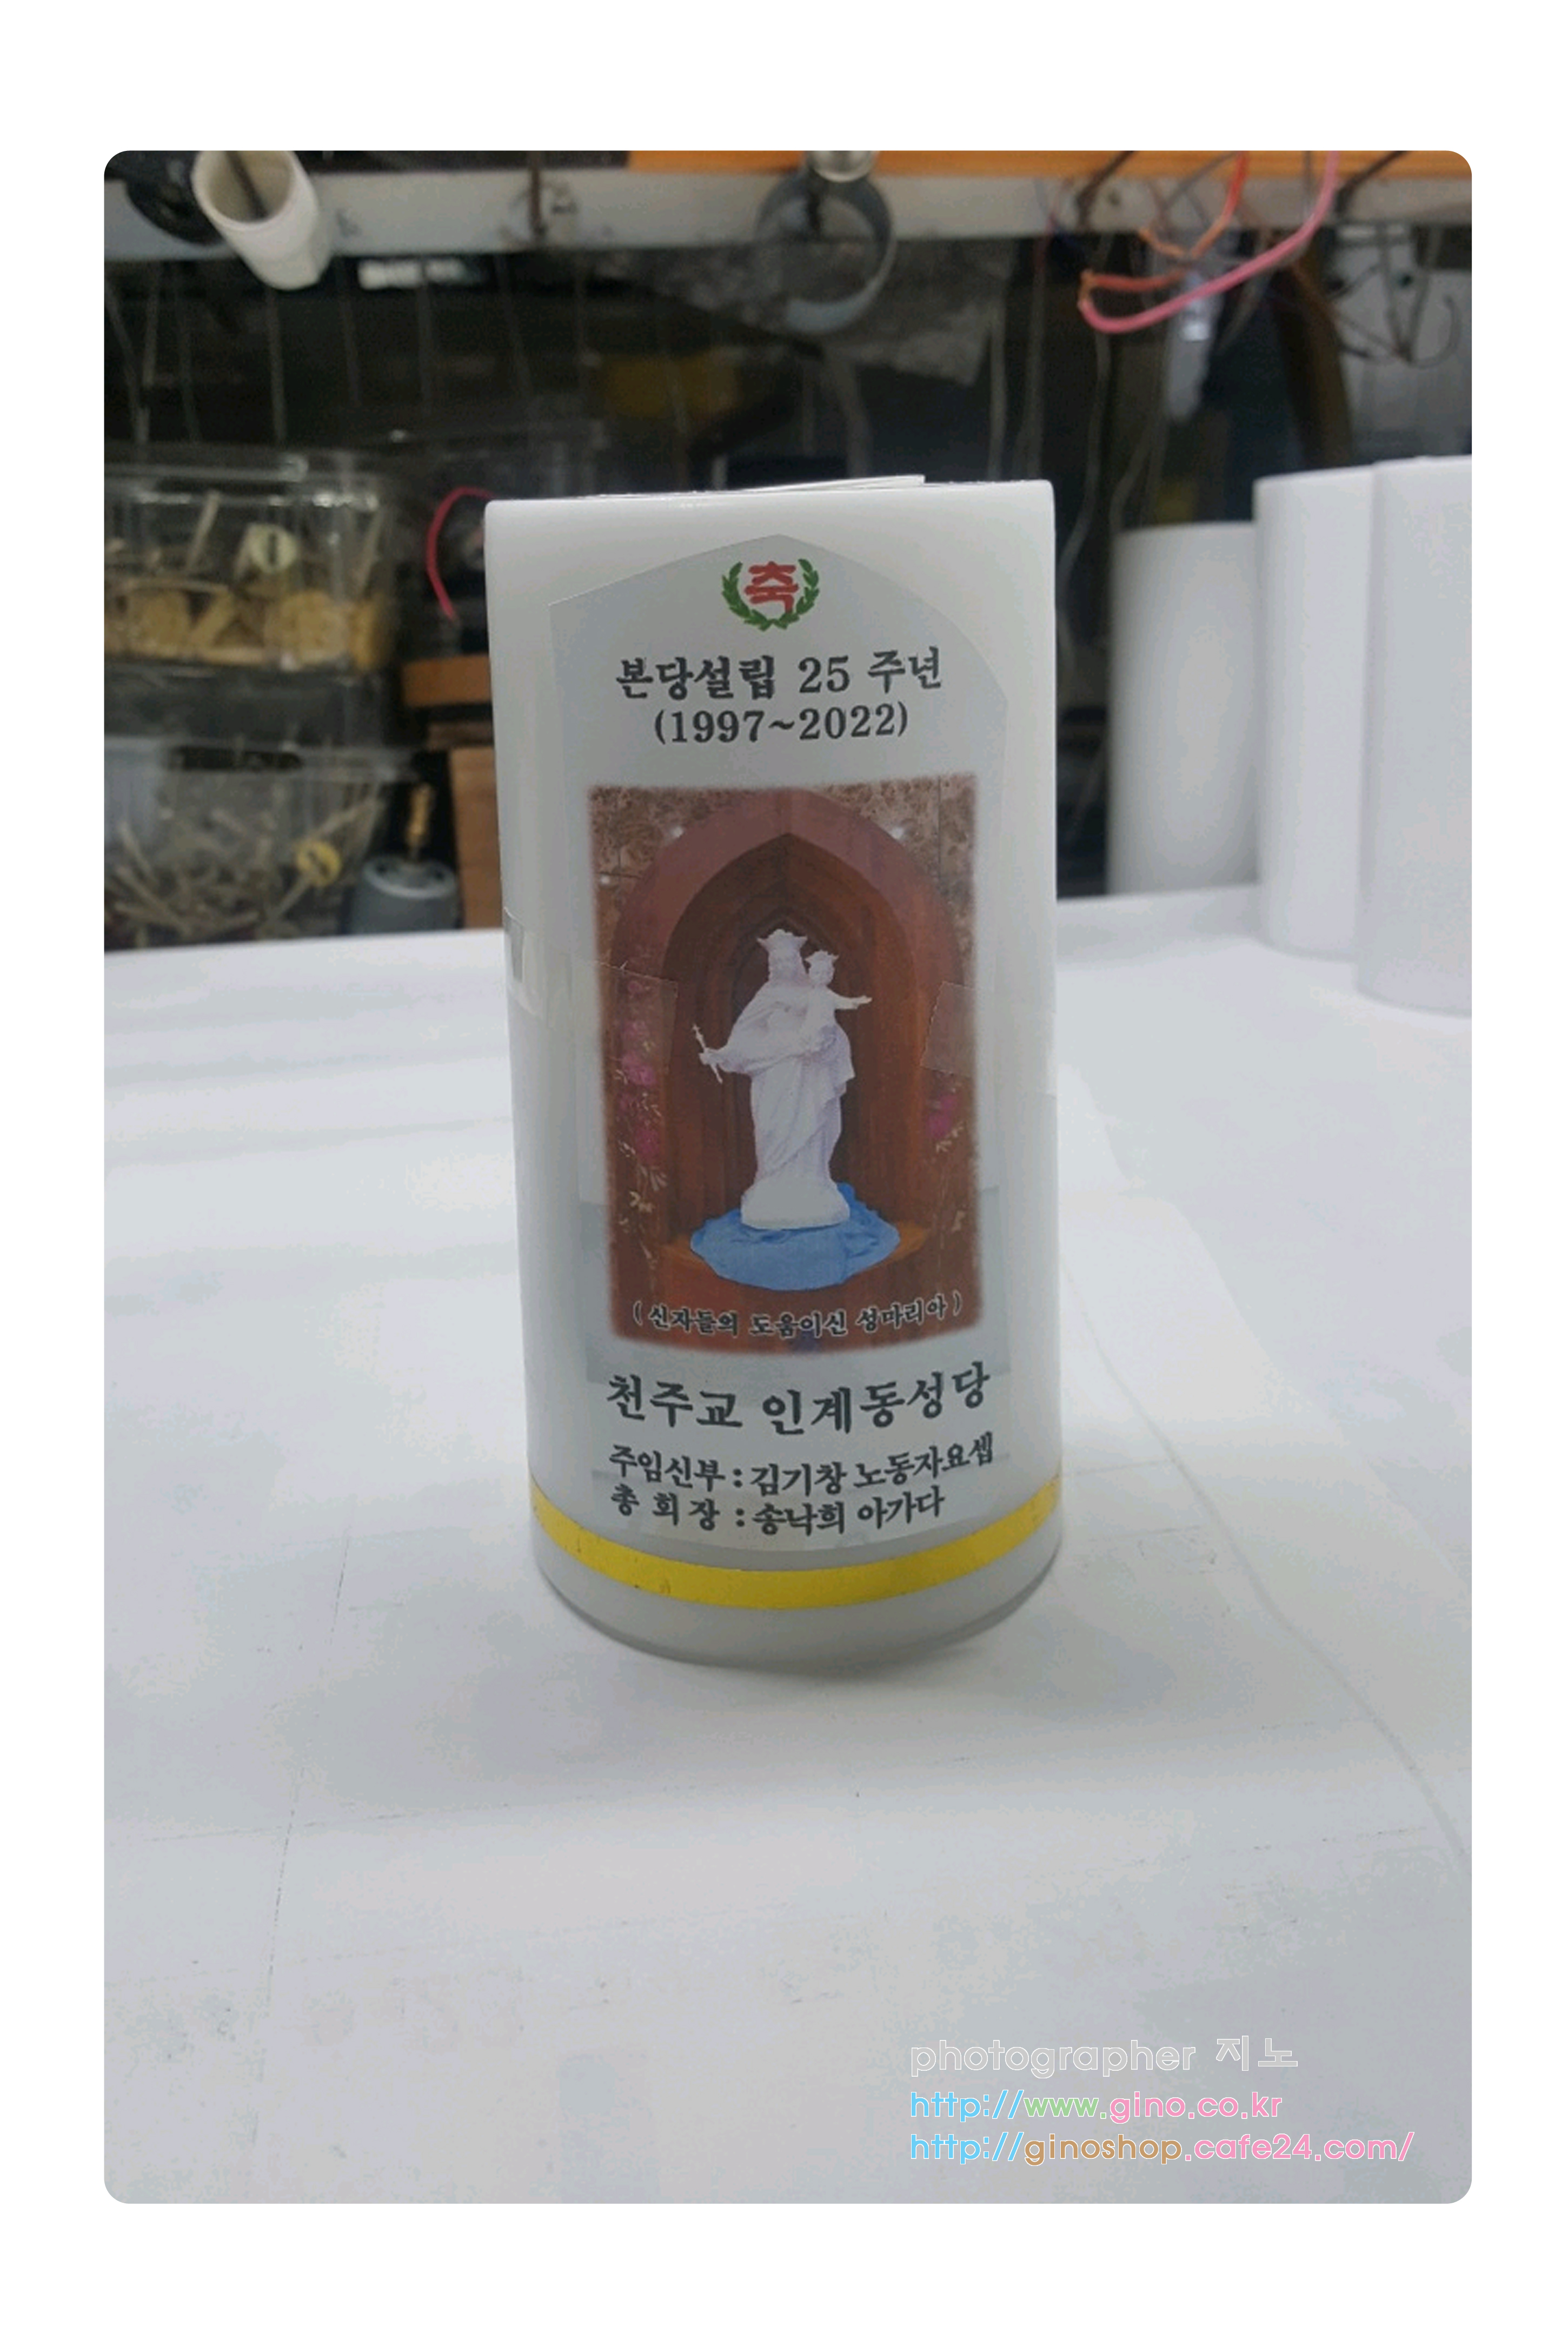 축
본당설립 25 주년
(1997~2022)
( 신자들의 도움이신 성마리아 )
천주교 인계동성당
주임신부 : 김기창 노동자요셉
총 회 장 : 송낙희 아가다
photographer 지노
http://www.gino.co.kr
http://ginoshop.cafe24.com/